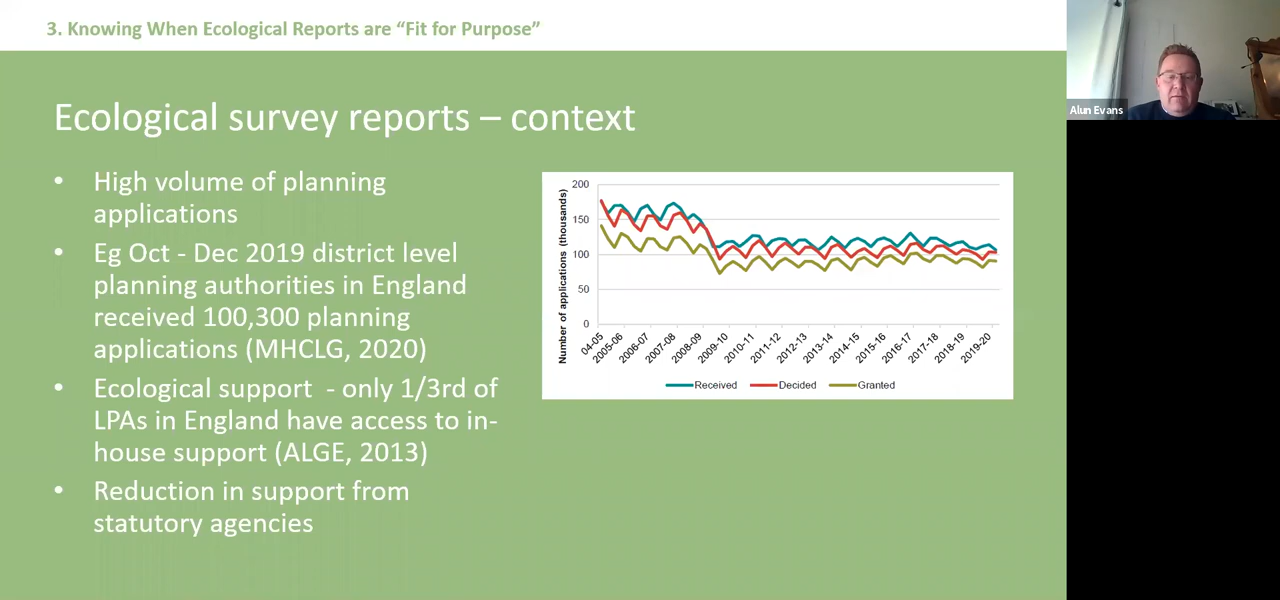 3. Knowing When Ecological Reports are “Fit for Purpose”
Alun Evans
Ecological survey reports – context
• High volume of planning
applications
• Eg Oct - Dec 2019 district level
planning authorities in England
received 100,300 planning
applications (MHCLG, 2020)
• Ecological support  - only 1/3rd of
LPAs in England have access to in-
house support (ALGE, 2013)
• Reduction in support from
statutory agencies
Number of applications (thousands)
200
150
100
50
0
04-05
2005-06
2006-07
2007-08
2008-09
2009-10
2010-11
2011-12
2012-13
2013-14
2014-15
2015-16
2016-17
2017-18
2018-19
2019-20
Received Decided Granted